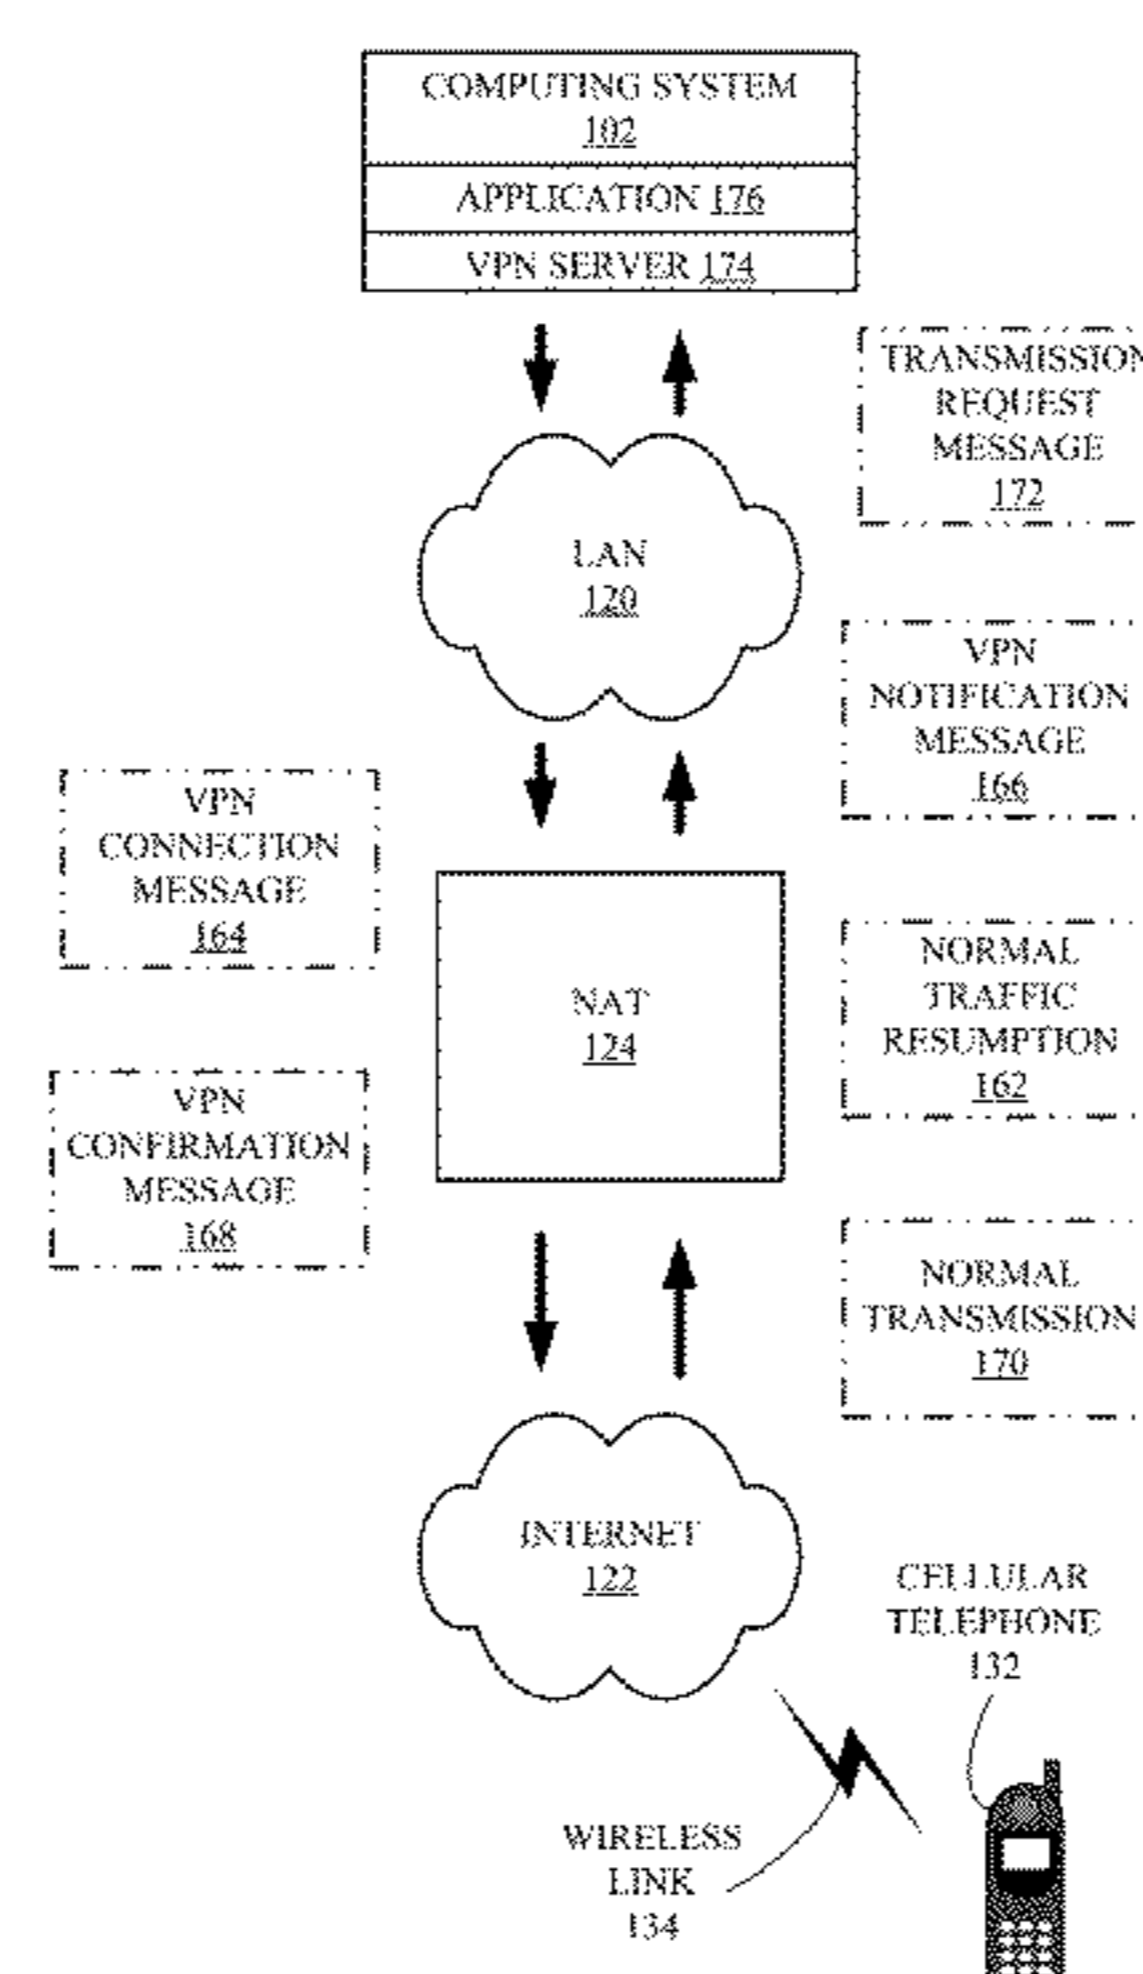 COMPUTING SYSTEM
102
APPLICATION 176
VPN SERVER 174
TRANSMISSION
REQUEST
MESSAGE
172
LAN
120
VPN
NOTIFICATION
MESSAGE
166
VPN
CONNECTION
MESSAGE
164
NAT
124
NORMAL
TRAFFIC
RESUMPTION
162
VPN
CONFIRMATION
MESSAGE
168
NORMAL
TRANSMISSION
170
INTERNET
122
CELLULAR
TELEPHONE
132
WIRELESS
LINK
134